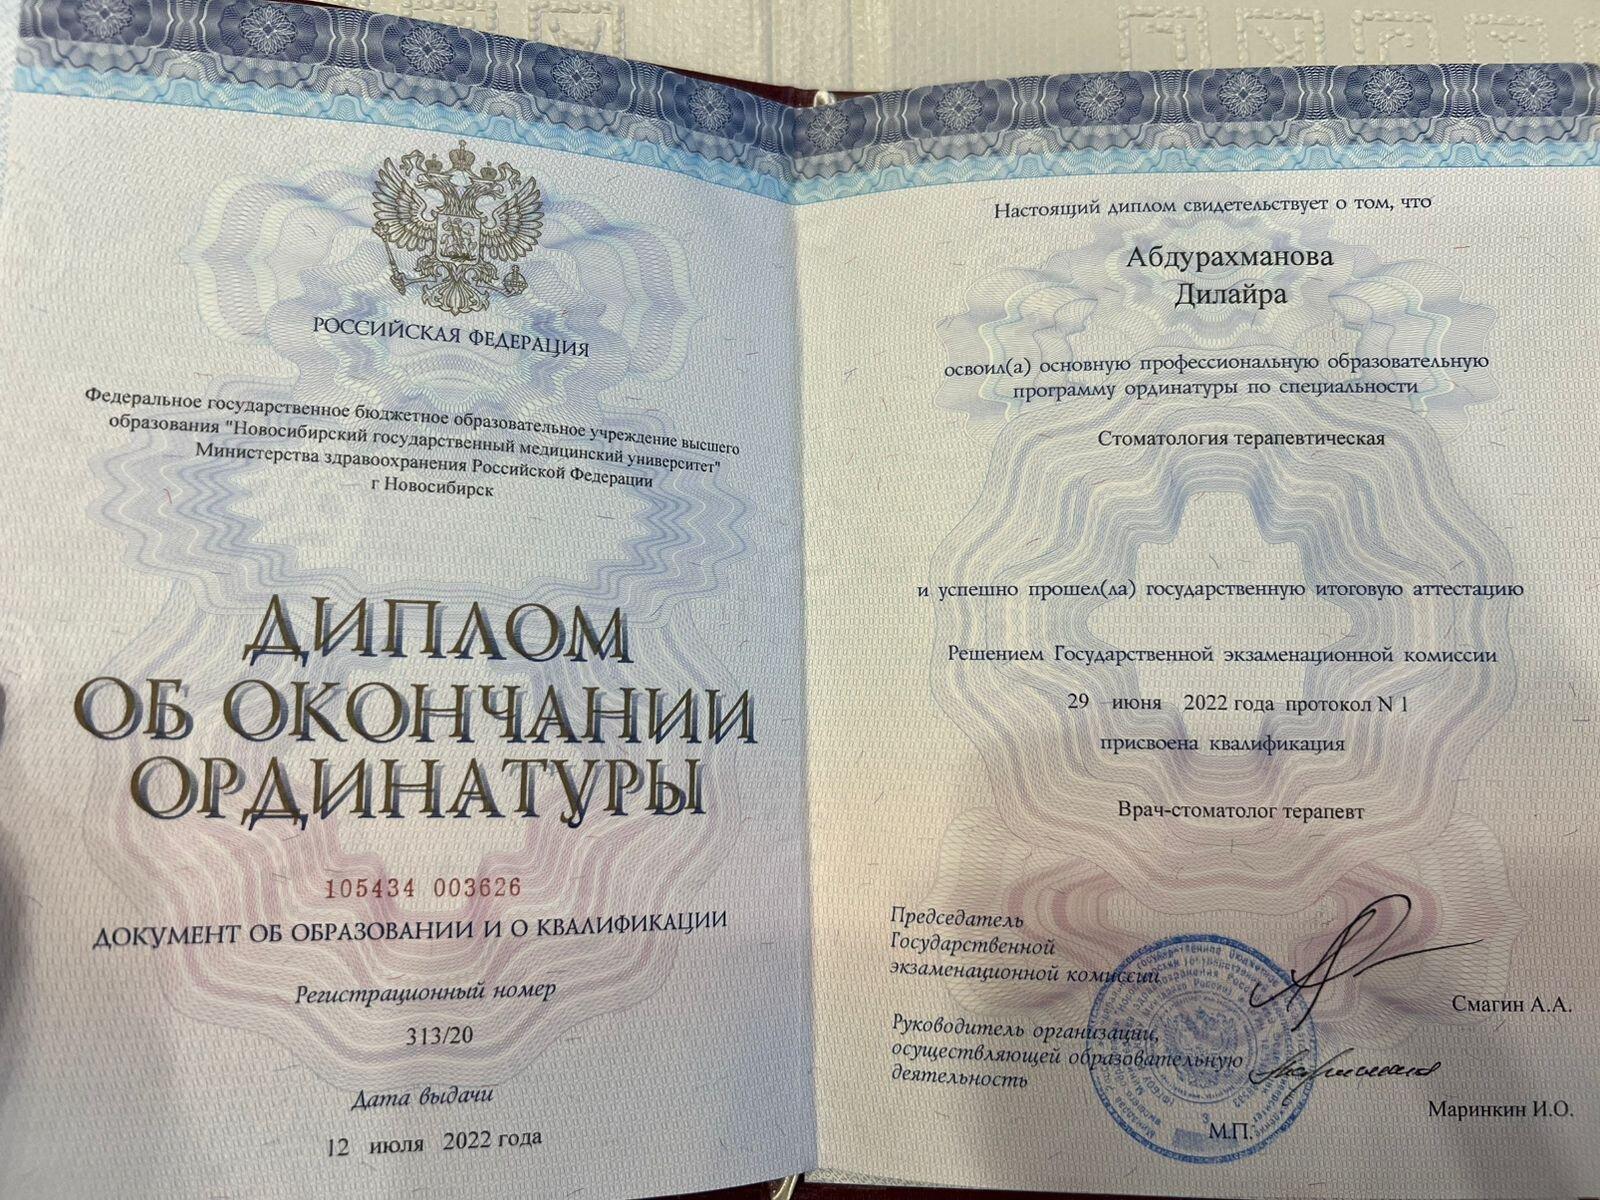 РОССИЙСКАЯ ФЕДЕРАЦИЯ
Федеральное государственное бюджетное образовательное учреждение высшего
образования "Новосибирский государственный медицинский университет"
Министерства здравоохранения Российской Федерации
г Новосибирск
ДИПЛОМ
ОБ ОКОНЧАНИИ
ОРДИНАТУРЫ
105434 003626
ДОКУМЕНТ ОБ ОБРАЗОВАНИИ И О КВАЛИФИКАЦИИ
Регистрационный номер
313/20
Дата выдачи
12 июля 2022 года
Настоящий диплом свидетельствует о том, что
Абдурахманова
Дилайра
освоил(а) основную профессиональную образовательную
программу ординатуры по специальности
Стоматология терапевтическая
и успешно прошел(ла) государственную итоговую аттестацию
Решением Государственной экзаменационной комиссии
29 июня 2022 года протокол N 1
присвоена квалификация
Врач-стоматолог терапевт
Председатель
Государственной
экзаменационной комиссии
Смагин А.А.
Руководитель организации,
осуществляющей образовательную
деятельность
Маринкин И.О.
М.П.